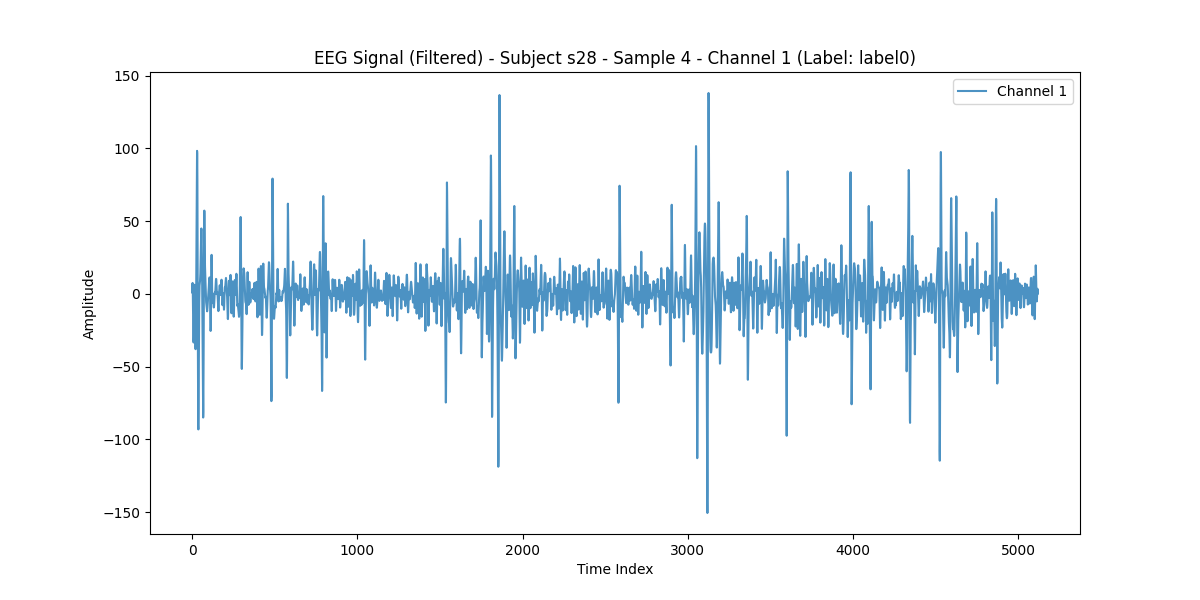 EEG Signal (Filtered) - Subject s28 - Sample 4 - Channel 1 (Label: label0)
Channel 1
150
100
50
0
−50
−100
−150
Amplitude
0 1000 2000 3000 4000 5000
Time Index